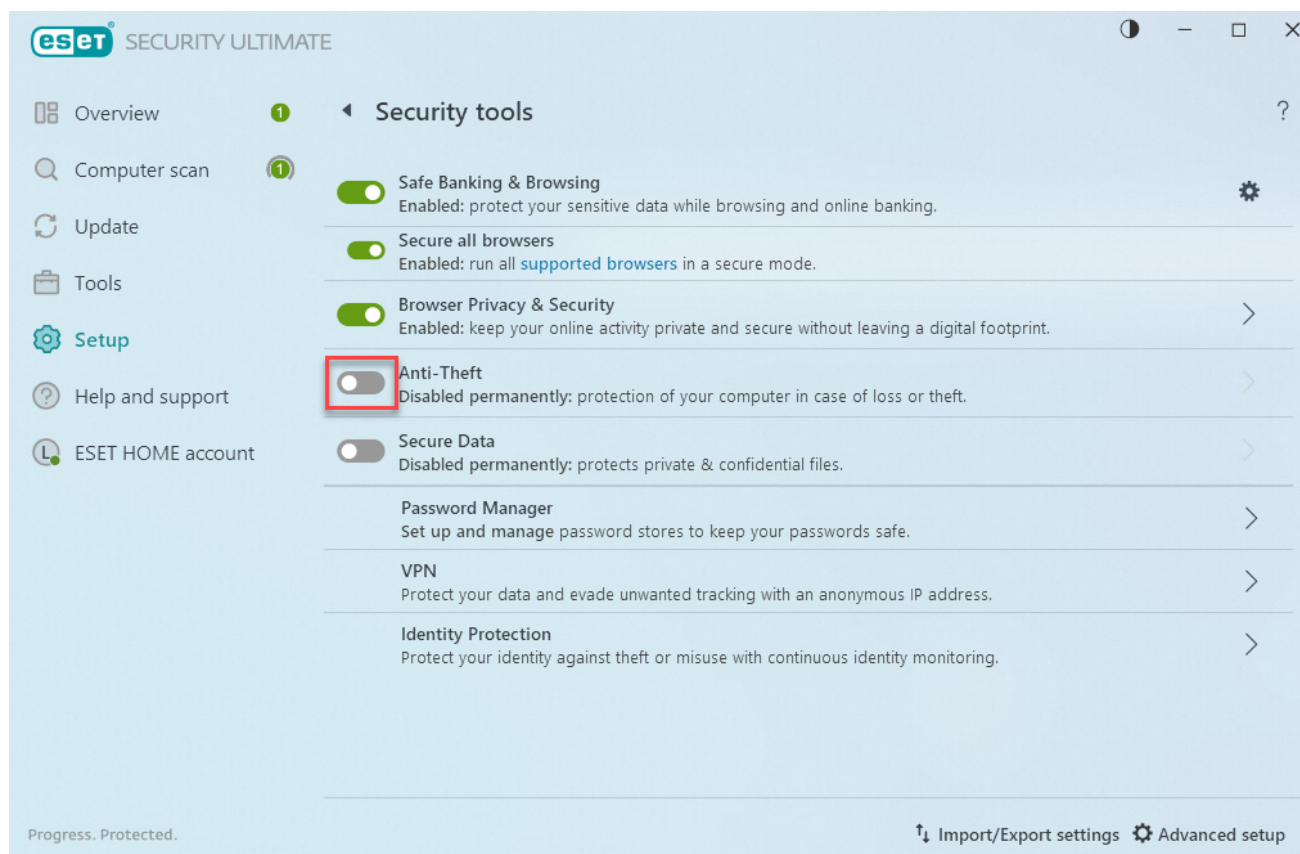 eset® SECURITY ULTIMATE
Overview 1
Computer scan 1
Update
Tools
Setup
Help and support
L ESET HOME account
Security tools ?
Safe Banking & Browsing
Enabled: protect your sensitive data while browsing and online banking.
Secure all browsers
Enabled: run all supported browsers in a secure mode.
Browser Privacy & Security
Enabled: keep your online activity private and secure without leaving a digital footprint.
Anti-Theft
Disabled permanently: protection of your computer in case of loss or theft.
Secure Data
Disabled permanently: protects private & confidential files.
Password Manager
Set up and manage password stores to keep your passwords safe.
VPN
Protect your data and evade unwanted tracking with an anonymous IP address.
Identity Protection
Protect your identity against theft or misuse with continuous identity monitoring.
Progress. Protected.
Import/Export settings Advanced setup